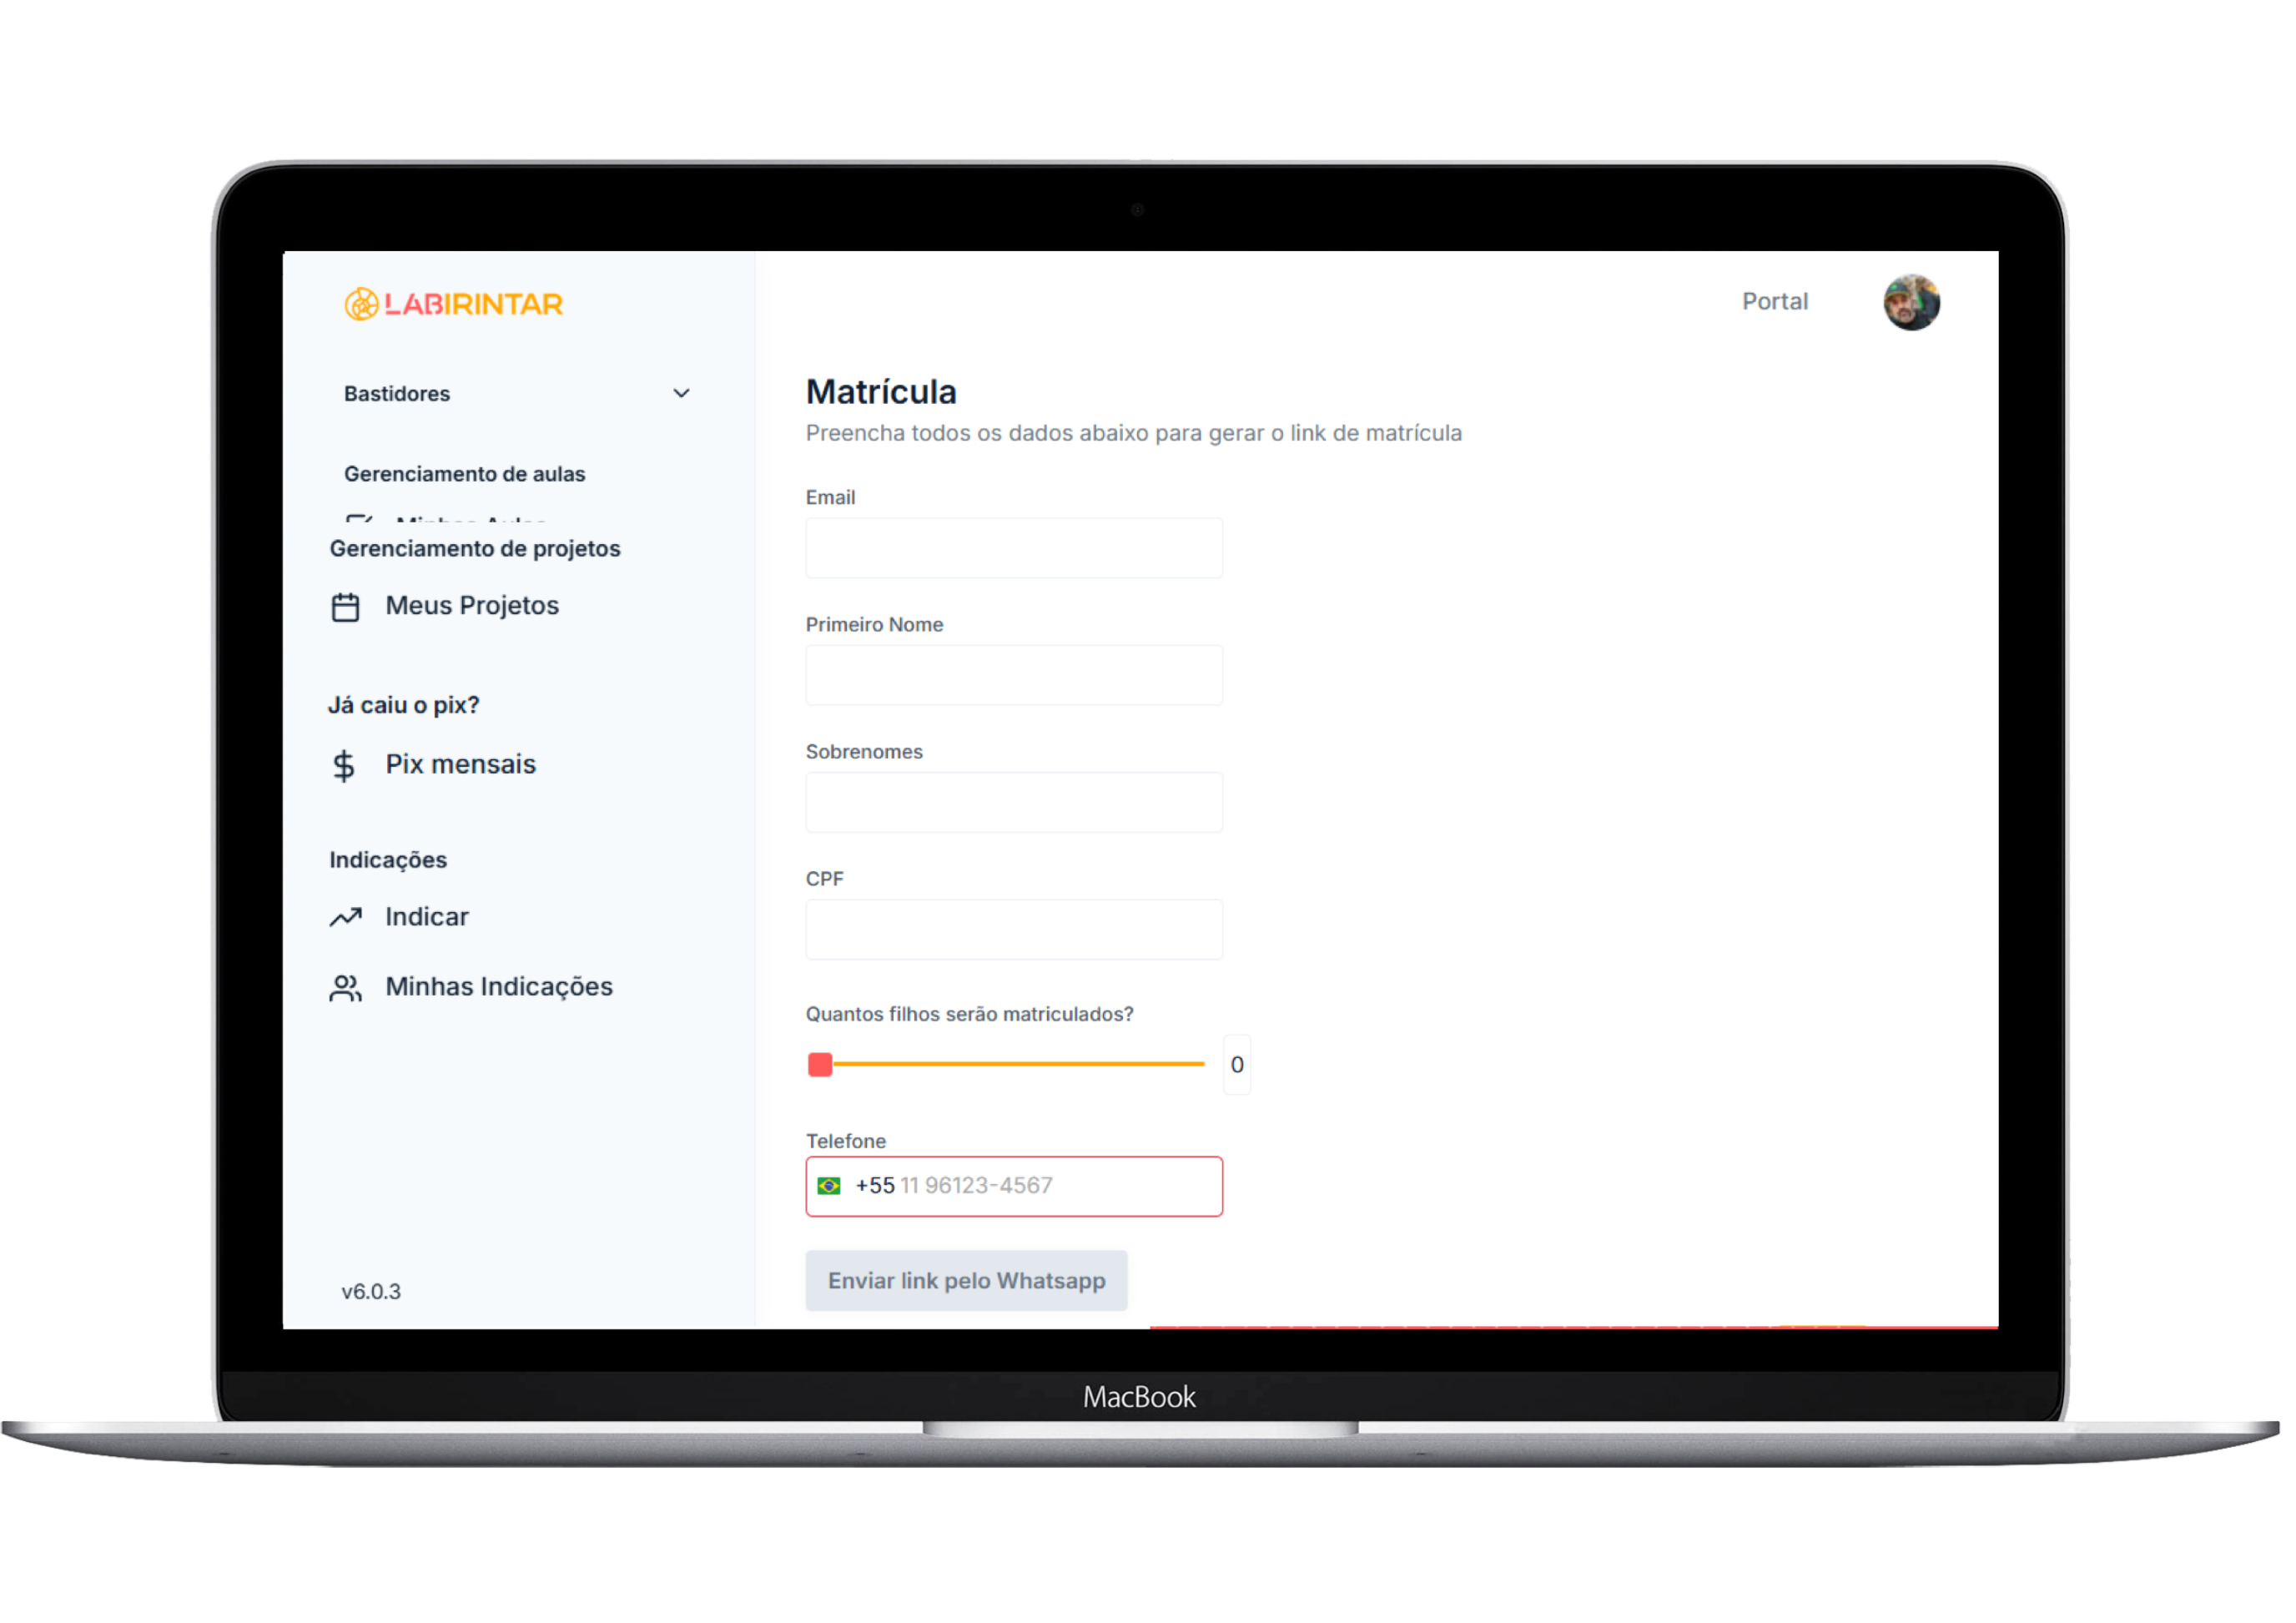 LABIRINTAR
Portal
Bastidores
Gerenciamento de aulas
Minhas Aulas
Gerenciamento de projetos
Meus Projetos
Já caiu o pix?
Pix mensais
Indicações
Indicar
Minhas Indicações
v6.0.3
Matrícula
Preencha todos os dados abaixo para gerar o link de matrícula
Email
Primeiro Nome
Sobrenomes
CPF
Quantos filhos serão matriculados?
0
Telefone
+55 11 96123-4567
Enviar link pelo Whatsapp
MacBook